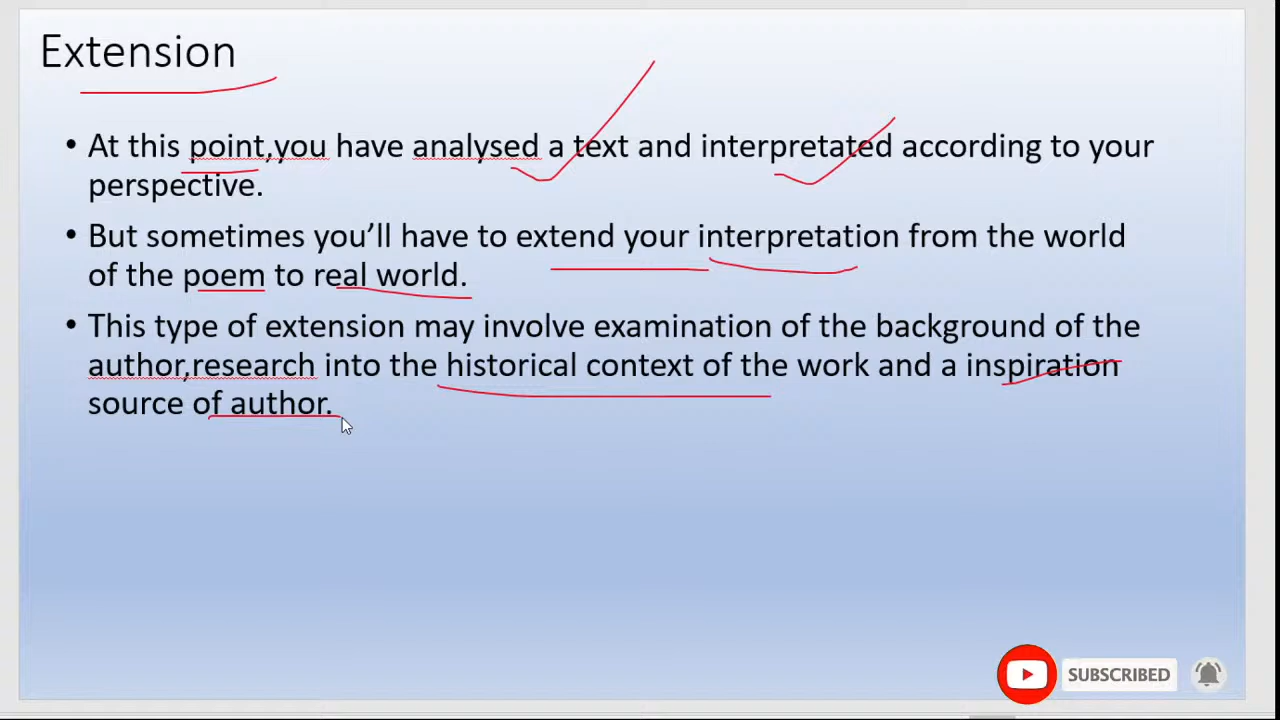 Extension
• At this point,you have analysed a text and interpretated according to your
perspective.
• But sometimes you’ll have to extend your interpretation from the world
of the poem to real world.
• This type of extension may involve examination of the background of the
author,research into the historical context of the work and a inspiration
source of author.
SUBSCRIBED